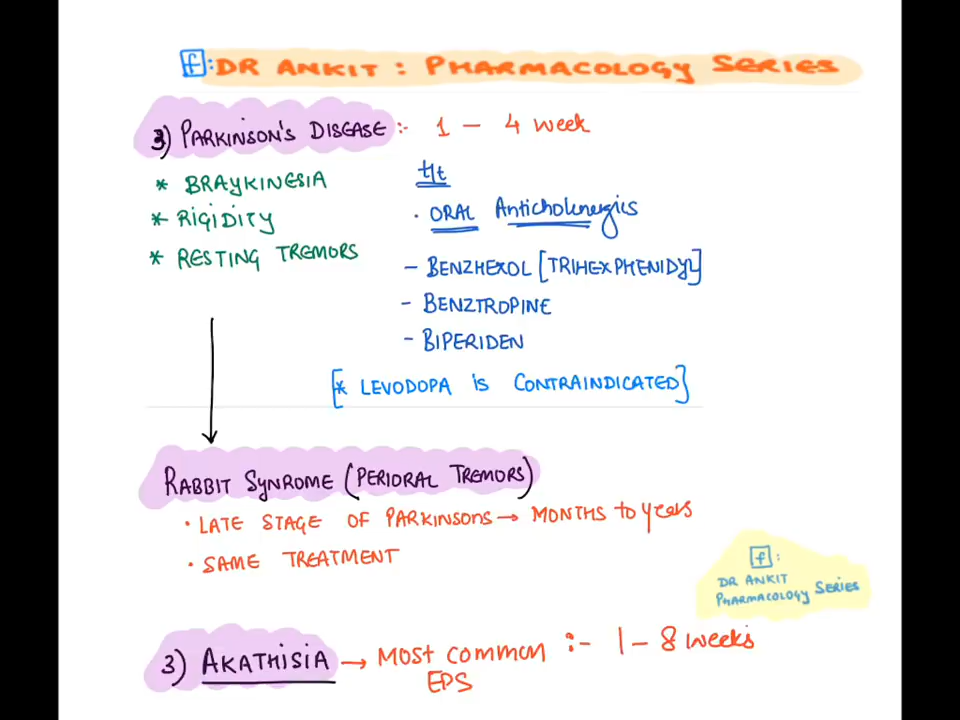 f : DR ANKIT : PHARMACOLOGY SERIES
3) PARKINSON'S DISEASE :- 1 - 4 week
* BRAYKINESIA
* RIGIDITY
* RESTING TREMORS
t/t
· ORAL Anticholenergics
- BENZHEXOL [TRIHEXPHENIDYL]
- BENZTROPINE
- BIPERIDEN
[* LEVODOPA is CONTRAINDICATED]
RABBIT SYNROME (PERIORAL TREMORS)
· LATE STAGE OF PARKINSONS → MONTHS to years
· SAME TREATMENT
f :
DR ANKIT
PHARMACOLOGY SERIES
3) AKATHISIA → MOST COMMON :- 1 - 8 weeks
EPS